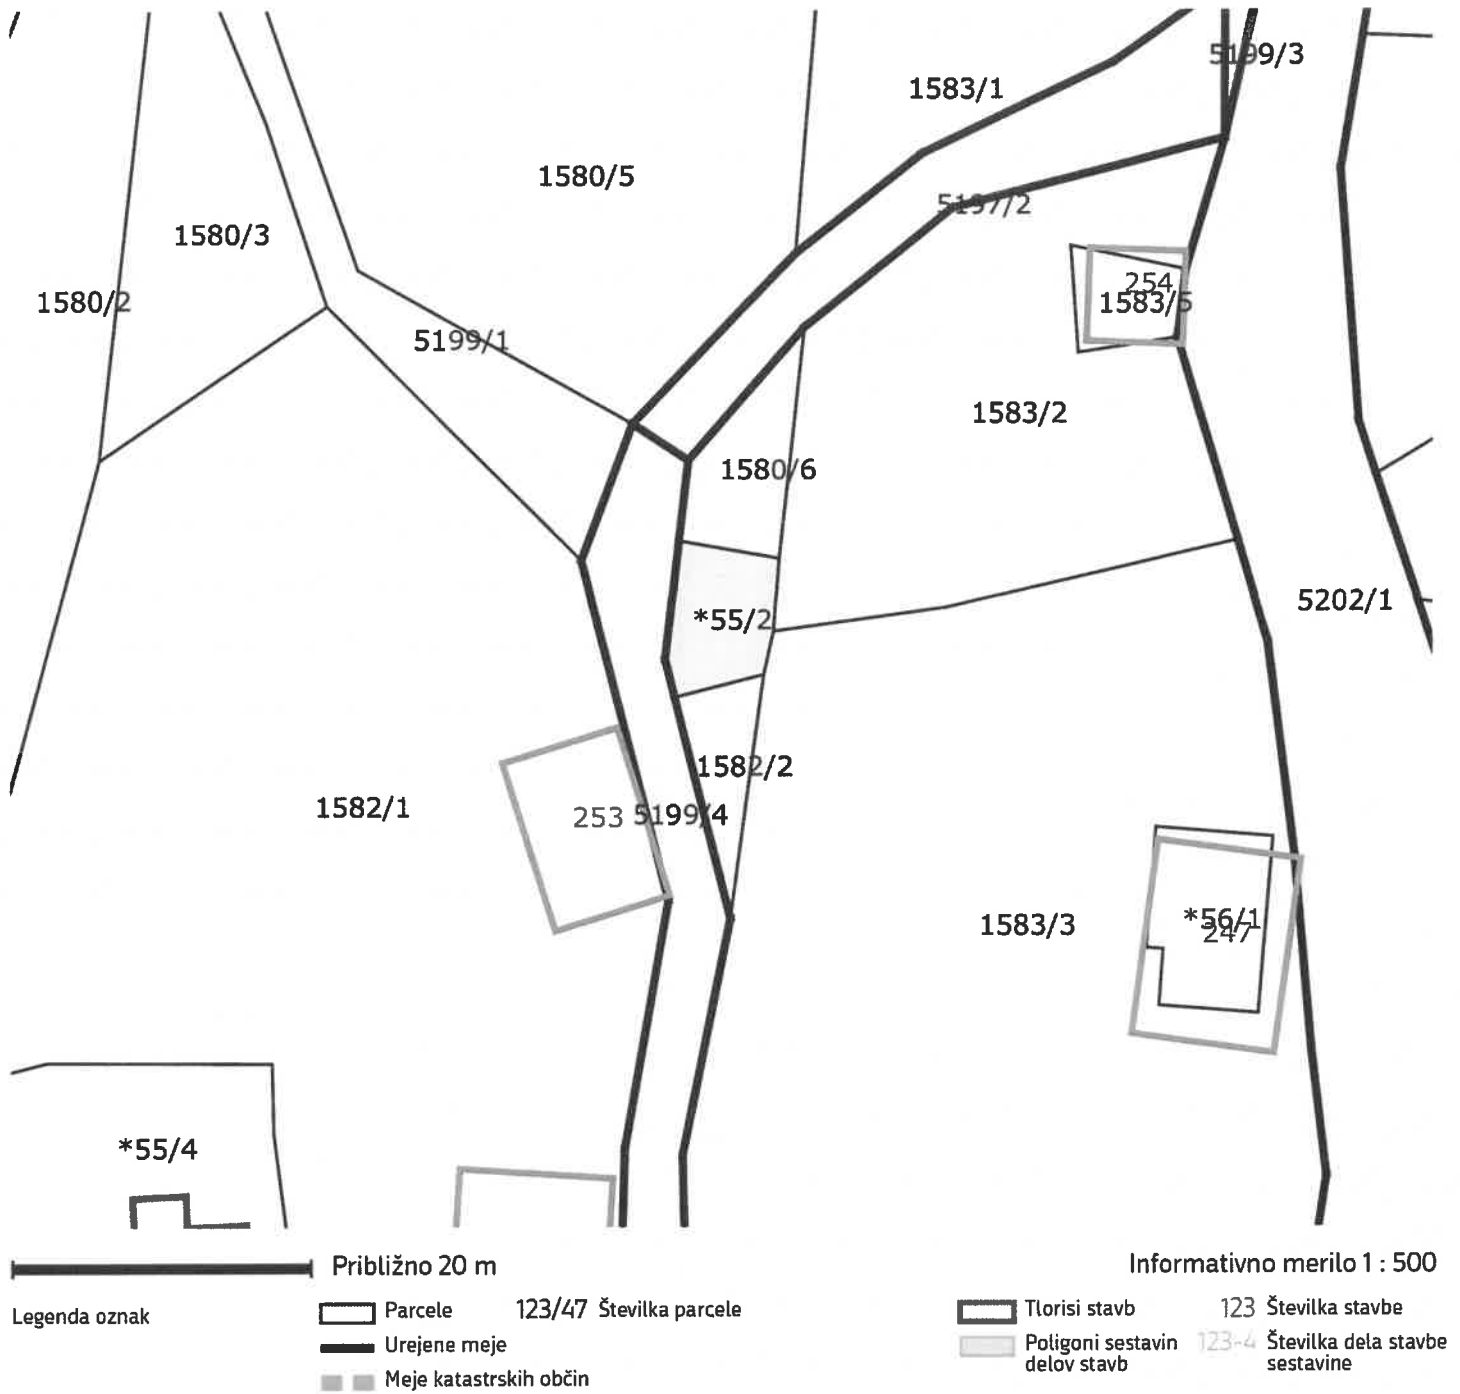 5199/3
1583/1
1580/5
5197/2
1580/3
254
1580/2
1583/5
5199/1
1583/2
1580/6
5202/1
*55/2
1582/2
1582/1
253
5199/4
*56/1
1583/3
247
*55/4
Približno 20 m
Informativno merilo 1 : 500
Legenda oznak
Parcele
123/47 Številka parcele
Urejene meje
Meje katastrskih občin
Tlorisi stavb
123 Številka stavbe
Poligoni sestavin
delov stavb
123-4 Številka dela stavbe
sestavine